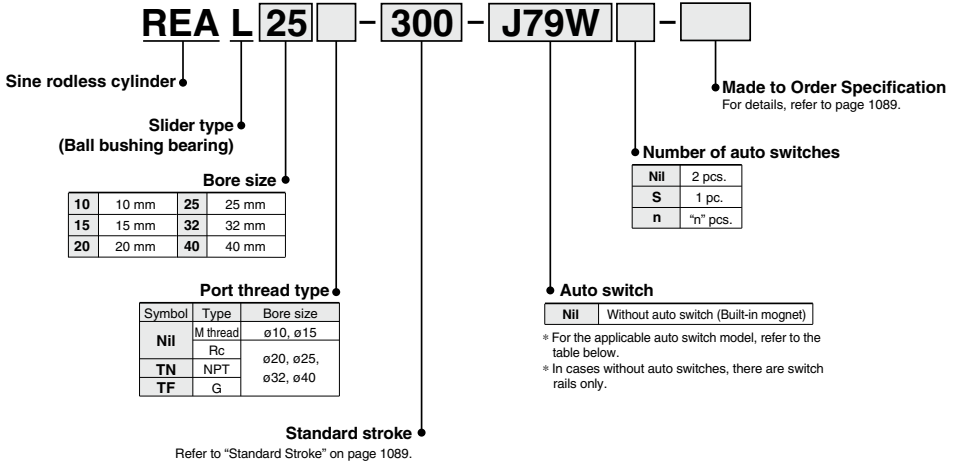 REA L 25 – 300 – J79W –
Sine rodless cylinder
Slider type
(Ball bushing bearing)
Bore size
10 10 mm 25 25 mm
15 15 mm 32 32 mm
20 20 mm 40 40 mm
Port thread type
Symbol Type Bore size
Nil M thread ø10, ø15
Rc ø20, ø25,
ø32, ø40
TN NPT
TF G
Standard stroke
Refer to “Standard Stroke” on page 1089.
Made to Order Specification
For details, refer to page 1089.
Number of auto switches
Nil 2 pcs.
S 1 pc.
n “n” pcs.
Auto switch
Nil Without auto switch (Built-in mognet)
∗ For the applicable auto switch model, refer to the
table below.
∗ In cases without auto switches, there are switch
rails only.